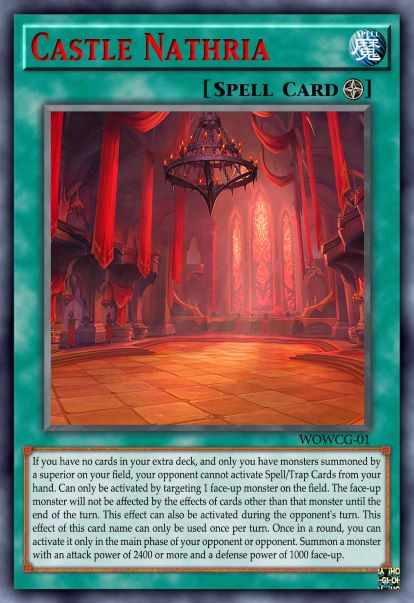 CASTLE NATHRIA
SPELL
魔
[SPELL CARD]
WOWCG-01
If you have no cards in your extra deck, and only you have monsters summoned by
a superior on your field, your opponent cannot activate Spell/Trap Cards from your
hand. Can only be activated by targeting 1 face-up monster on the field. The face-up
monster will not be affected by the effects of cards other than that monster until the
end of the turn. This effect can also be activated during the opponent's turn. This
effect of this card name can only be used once per turn. Once in a round, you can
activate it only in the main phase of your opponent or opponent. Summon a monster
with an attack power of 2400 or more and a defense power of 1000 face-up.